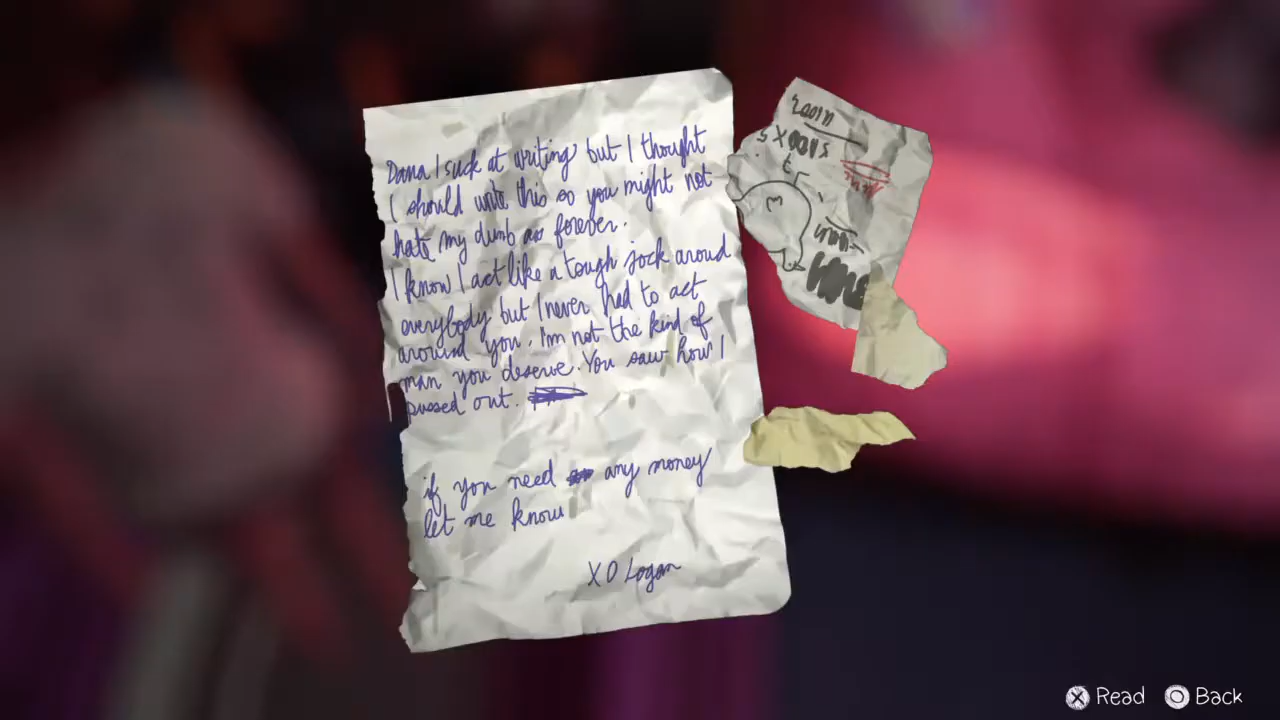 Dana I suck at writing but I thought
I should write this so you might not
hate my dumb ass forever.
I know I act like a tough jock aroud
everybody but I never had to act
around you. I'm not the kind of
man you deserve. You saw how I
pussed out.
if you need any money
let me know
XO Logan
Read
Back